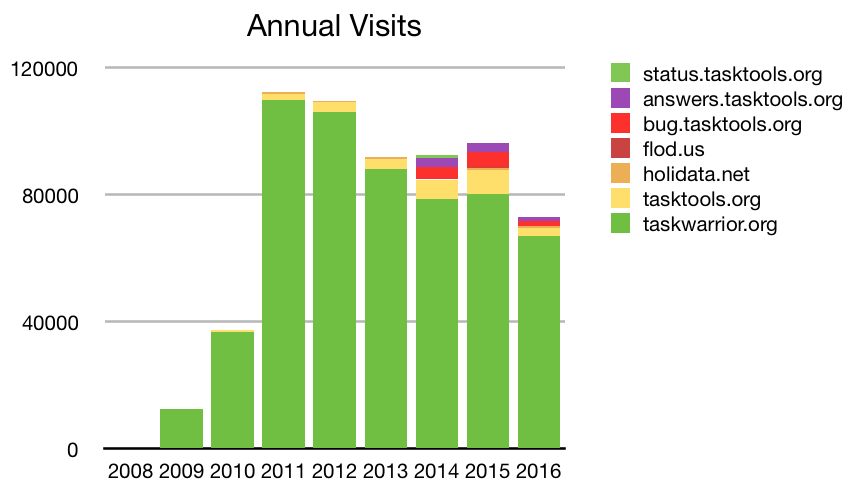 Annual Visits
120000
80000
40000
0
2008 2009 2010 2011 2012 2013 2014 2015 2016
status.tasktools.org
answers.tasktools.org
bug.tasktools.org
flod.us
holidata.net
tasktools.org
taskwarrior.org